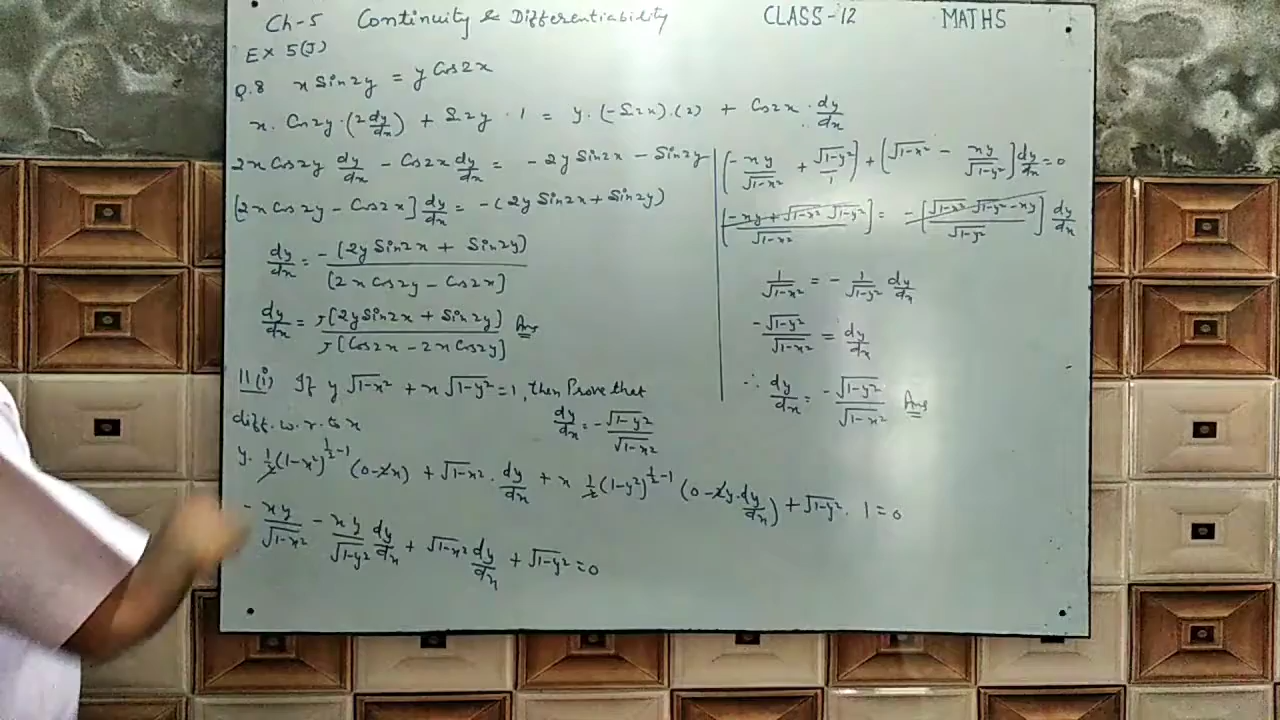 Ch-5 Continuity & Differentiability CLASS-12 MATHS
EX 5(J)
Q.8 x Sin2y = y Cos2x
x. Cos2y.(2dy/dx) + S2y . 1 = y.(-S2x).(2) + Cos2x . dy/dx
2x Cos2y dy/dx - Cos2x dy/dx = -2y Sin2x - Sin2y
[2x Cos2y - Cos2x] dy/dx = -(2y Sin2x + Sin2y)
dy/dx = -(2y Sin2x + Sin2y) / [2x Cos2y - Cos2x]
dy/dx = -[2y Sin2x + Sin2y] / -[Cos2x - 2x Cos2y] Ans
11(i) If y √1-x² + x √1-y² = 1, then Prove that
dy/dx = -√1-y² / √1-x²
diff. w. r. to x
y. 1/2 (1-x²)^(1/2-1) (0-2x) + √1-x² . dy/dx + x 1/2 (1-y²)^(1/2-1) (0-2y.dy/dx) + √1-y² . 1 = 0
- xy/√1-x² - xy/√1-y² dy/dx + √1-x² dy/dx + √1-y² = 0
[-xy/√1-x² + √1-y²/1] + [√1-x² - xy/√1-y²] dy/dx = 0
[-xy + √1-x² √1-y² / √1-x²] = -[√1-x² √1-y² - xy / √1-y²] dy/dx
1/√1-x² = - 1/√1-y² dy/dx
-√1-y²/√1-x² = dy/dx
∴ dy/dx = -√1-y²/√1-x² Ans